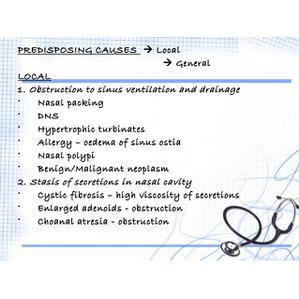 PREDISPOSING CAUSES → Local
→ General
LOCAL
1. Obstruction to sinus ventilation and drainage
• Nasal packing
• DNS
• Hypertrophic turbinates
• Allergy – oedema of sinus ostia
• Nasal polypi
• Benign/Malignant neoplasm
2. Stasis of secretions in nasal cavity
• Cystic fibrosis – high viscosity of secretions
• Enlarged adenoids - obstruction
• Choanal atresia - obstruction